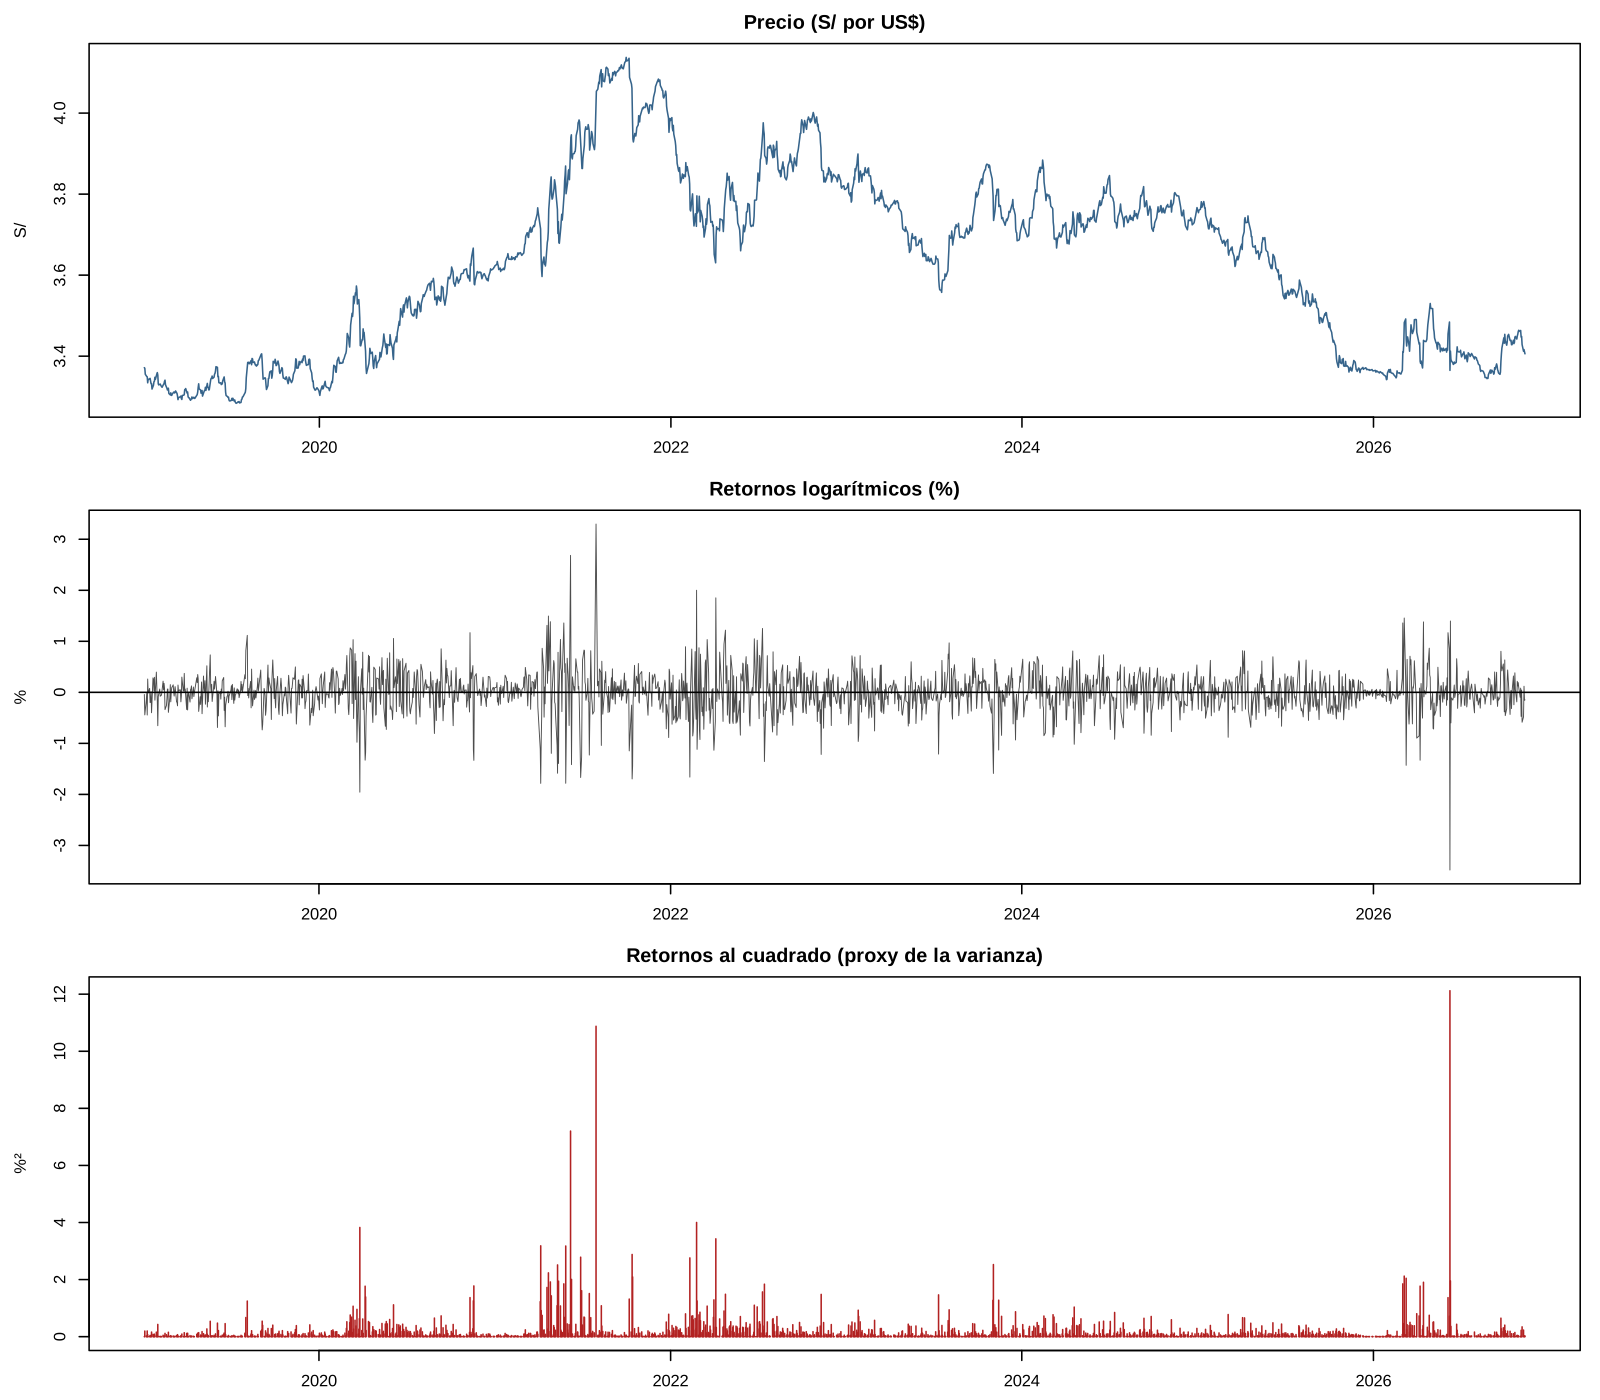 Precio (S/ por US$)
S/
4.0
3.8
3.6
3.4
2020 2022 2024 2026
Retornos logarítmicos (%)
%
3
2
1
0
-1
-2
-3
2020 2022 2024 2026
Retornos al cuadrado (proxy de la varianza)
%²
12
10
8
6
4
2
0
2020 2022 2024 2026